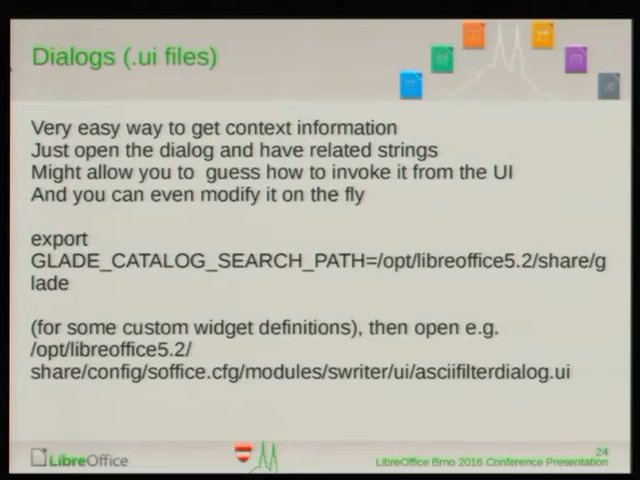 Dialogs (.ui files)
Very easy way to get context information
Just open the dialog and have related strings
Might allow you to  guess how to invoke it from the UI
And you can even modify it on the fly
export
GLADE_CATALOG_SEARCH_PATH=/opt/libreoffice5.2/share/g
lade
(for some custom widget definitions), then open e.g.
/opt/libreoffice5.2/
share/config/soffice.cfg/modules/swriter/ui/asciifilterdialog.ui
24
LibreOffice
LibreOffice Brno 2016 Conference Presentation